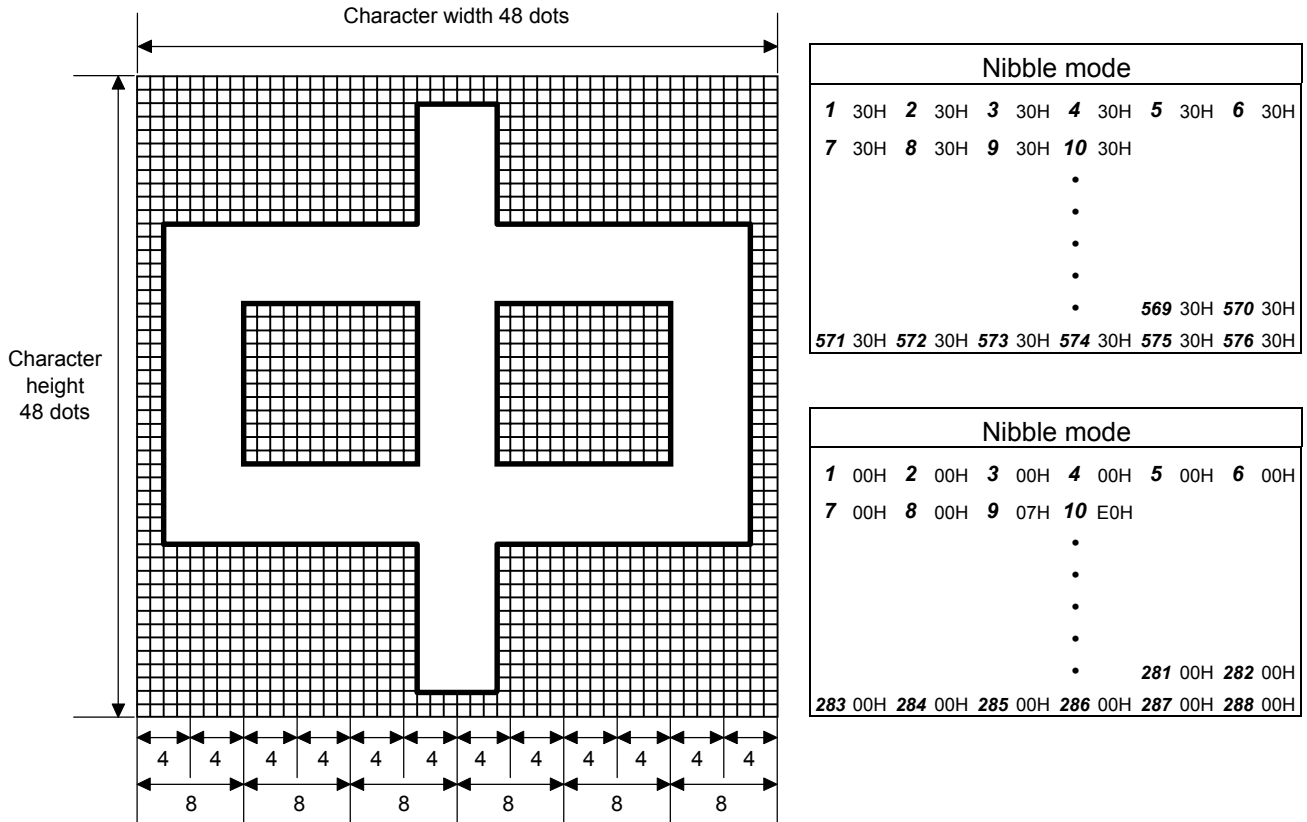 Character width 48 dots
Character
height
48 dots
4 4 4 4 4 4 4 4 4 4 4 4
8 8 8 8 8 8
Nibble mode
1 30H 2 30H 3 30H 4 30H 5 30H 6 30H
7 30H 8 30H 9 30H 10 30H
569 30H 570 30H
571 30H 572 30H 573 30H 574 30H 575 30H 576 30H
Nibble mode
1 00H 2 00H 3 00H 4 00H 5 00H 6 00H
7 00H 8 00H 9 07H 10 E0H
281 00H 282 00H
283 00H 284 00H 285 00H 286 00H 287 00H 288 00H